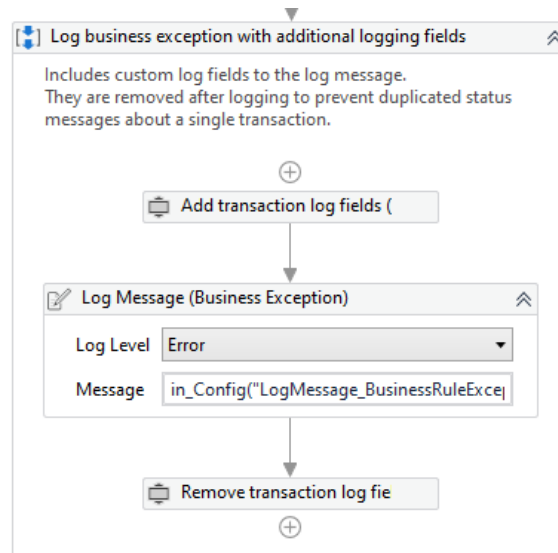 Log business exception with additional logging fields
Includes custom log fields to the log message.
They are removed after logging to prevent duplicated status
messages about a single transaction.
Add transaction log fields (
Log Message (Business Exception)
Log Level Error
Message in_Config("LogMessage_BusinessRuleExcep
Remove transaction log fie